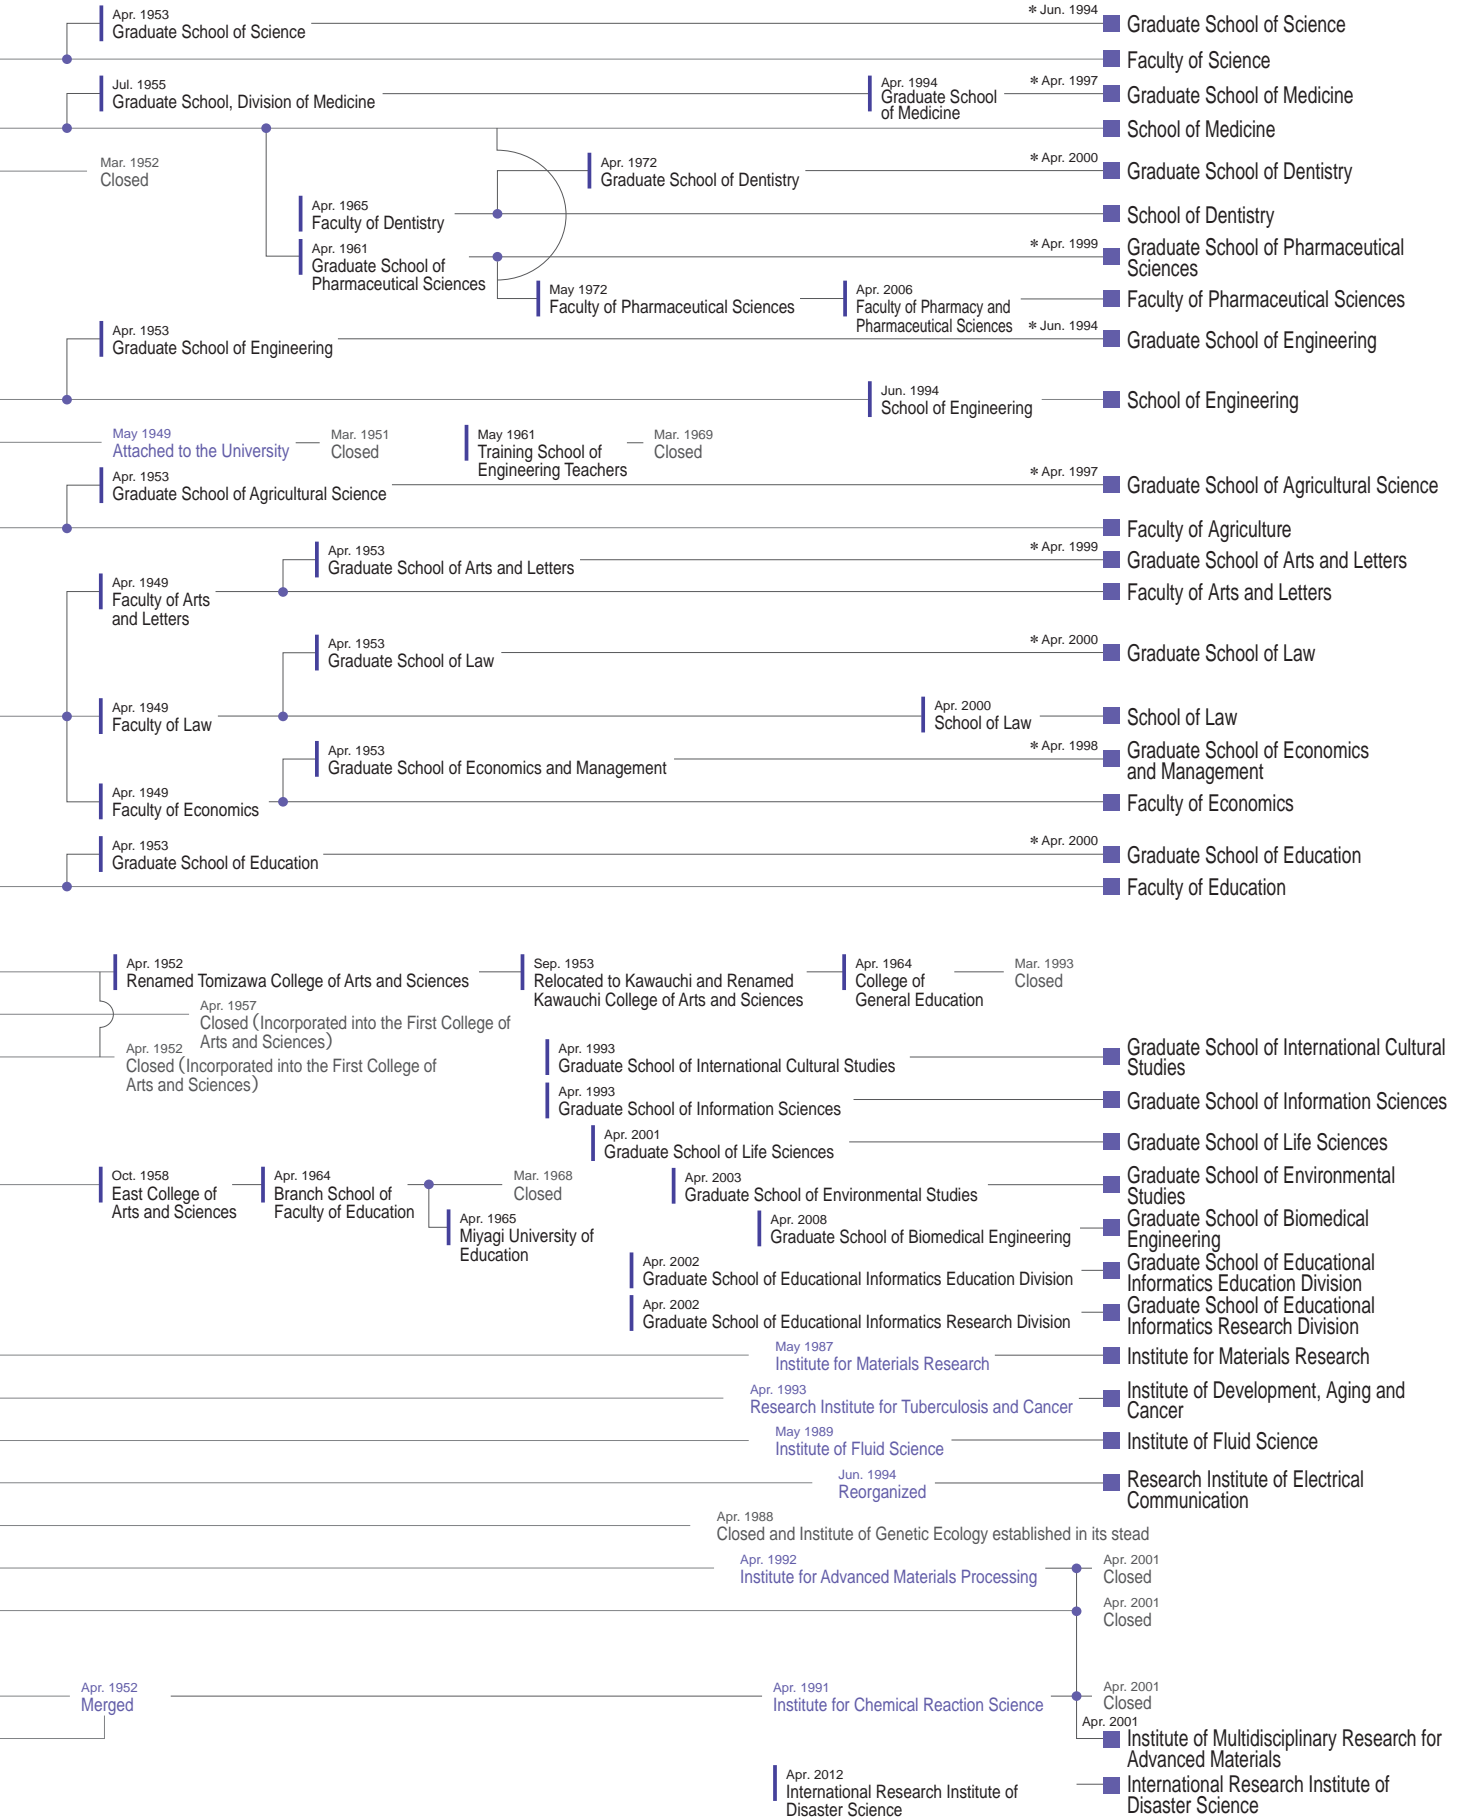 Apr. 1953
Graduate School of Science
* Jun. 1994
Graduate School of Science
Faculty of Science
Jul. 1955
Graduate School, Division of Medicine
Apr. 1994
Graduate School
of Medicine
* Apr. 1997
Graduate School of Medicine
School of Medicine
Mar. 1952
Closed
Apr. 1972
Graduate School of Dentistry
* Apr. 2000
Graduate School of Dentistry
Apr. 1965
Faculty of Dentistry
School of Dentistry
Apr. 1961
Graduate School of
Pharmaceutical Sciences
* Apr. 1999
Graduate School of Pharmaceutical
Sciences
May 1972
Faculty of Pharmaceutical Sciences
Apr. 2006
Faculty of Pharmacy and
Pharmaceutical Sciences
Faculty of Pharmaceutical Sciences
Apr. 1953
Graduate School of Engineering
* Jun. 1994
Graduate School of Engineering
Jun. 1994
School of Engineering
School of Engineering
May 1949
Attached to the University
Mar. 1951
Closed
May 1961
Training School of
Engineering Teachers
Mar. 1969
Closed
Apr. 1953
Graduate School of Agricultural Science
* Apr. 1997
Graduate School of Agricultural Science
Faculty of Agriculture
Apr. 1953
Graduate School of Arts and Letters
* Apr. 1999
Graduate School of Arts and Letters
Apr. 1949
Faculty of Arts
and Letters
Faculty of Arts and Letters
Apr. 1953
Graduate School of Law
* Apr. 2000
Graduate School of Law
Apr. 1949
Faculty of Law
Apr. 2000
School of Law
School of Law
Apr. 1953
Graduate School of Economics and Management
* Apr. 1998
Graduate School of Economics
and Management
Apr. 1949
Faculty of Economics
Faculty of Economics
Apr. 1953
Graduate School of Education
* Apr. 2000
Graduate School of Education
Faculty of Education
Apr. 1952
Renamed Tomizawa College of Arts and Sciences
Sep. 1953
Relocated to Kawauchi and Renamed
Kawauchi College of Arts and Sciences
Apr. 1964
College of
General Education
Mar. 1993
Closed
Apr. 1957
Closed (Incorporated into the First College of
Arts and Sciences)
Apr. 1952
Closed (Incorporated into the First College of
Arts and Sciences)
Apr. 1993
Graduate School of International Cultural Studies
Graduate School of International Cultural
Studies
Apr. 1993
Graduate School of Information Sciences
Graduate School of Information Sciences
Apr. 2001
Graduate School of Life Sciences
Graduate School of Life Sciences
Oct. 1958
East College of
Arts and Sciences
Apr. 1964
Branch School of
Faculty of Education
Mar. 1968
Closed
Apr. 1965
Miyagi University of
Education
Apr. 2003
Graduate School of Environmental Studies
Graduate School of Environmental
Studies
Apr. 2008
Graduate School of Biomedical Engineering
Graduate School of Biomedical
Engineering
Apr. 2002
Graduate School of Educational Informatics Education Division
Graduate School of Educational
Informatics Education Division
Apr. 2002
Graduate School of Educational Informatics Research Division
Graduate School of Educational
Informatics Research Division
May 1987
Institute for Materials Research
Institute for Materials Research
Apr. 1993
Research Institute for Tuberculosis and Cancer
Institute of Development, Aging and
Cancer
May 1989
Institute of Fluid Science
Institute of Fluid Science
Jun. 1994
Reorganized
Research Institute of Electrical
Communication
Apr. 1988
Closed and Institute of Genetic Ecology established in its stead
Apr. 1992
Institute for Advanced Materials Processing
Apr. 2001
Closed
Apr. 2001
Closed
Apr. 1952
Merged
Apr. 1991
Institute for Chemical Reaction Science
Apr. 2001
Closed
Apr. 2001
Institute of Multidisciplinary Research for
Advanced Materials
Apr. 2012
International Research Institute of
Disaster Science
International Research Institute of
Disaster Science